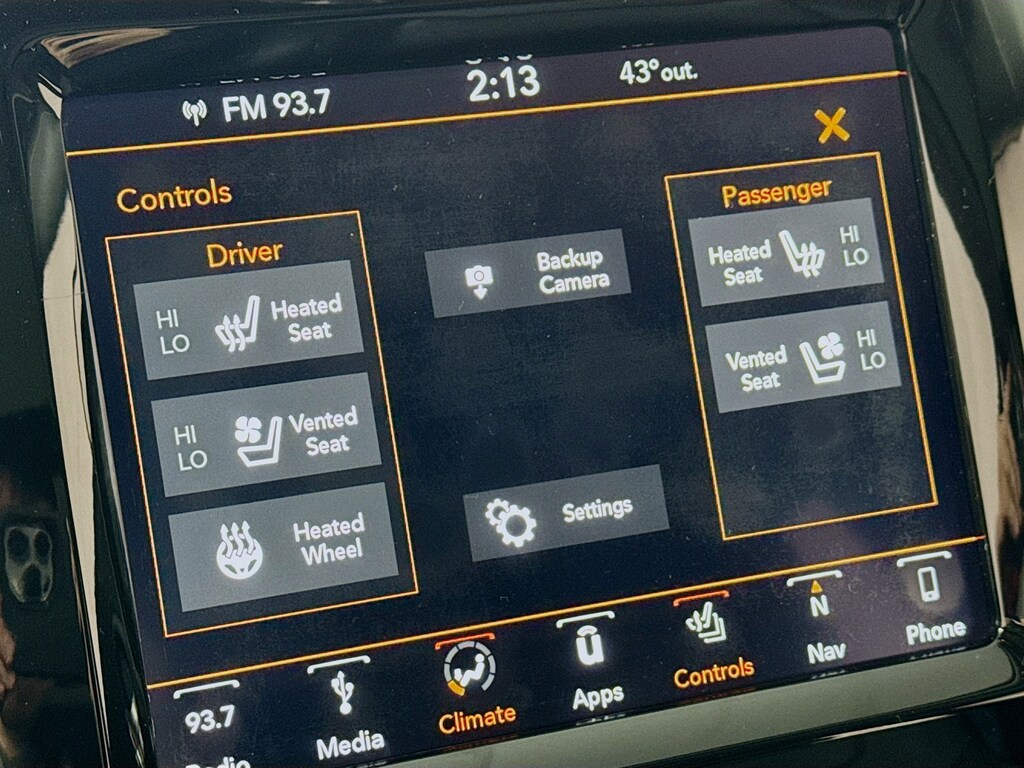 FM 93.7
2:13
43° out.
Controls
Driver
HI
LO
Heated
Seat
HI
LO
Vented
Seat
Heated
Wheel
Backup
Camera
Settings
Passenger
Heated
Seat
HI
LO
Vented
Seat
HI
LO
93.7
Radio
Media
Climate
Apps
Controls
N
Nav
Phone